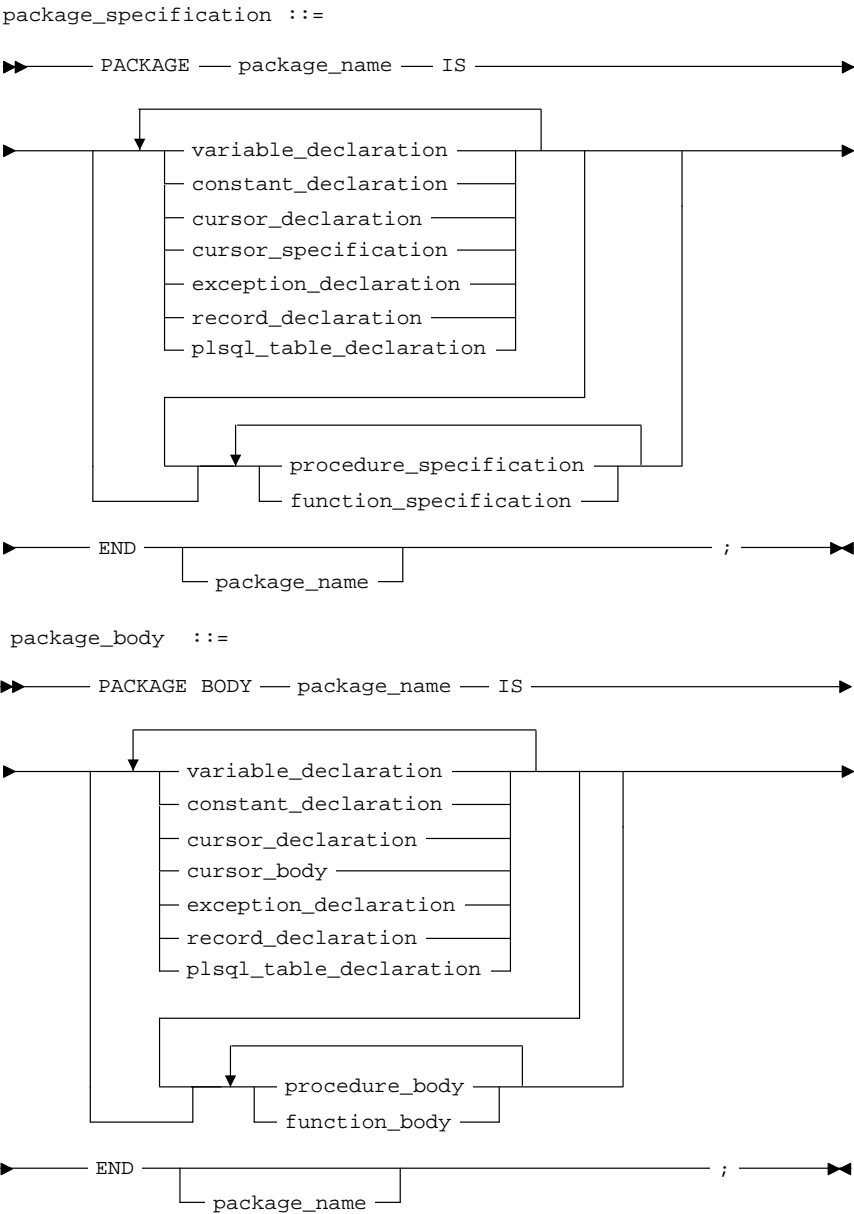 package_specification ::=
PACKAGE package_name IS
variable_declaration
constant_declaration
cursor_declaration
cursor_specification
exception_declaration
record_declaration
plsql_table_declaration
procedure_specification
function_specification
END ;
package_name
package_body ::=
PACKAGE BODY package_name IS
variable_declaration
constant_declaration
cursor_declaration
cursor_body
exception_declaration
record_declaration
plsql_table_declaration
procedure_body
function_body
END ;
package_name